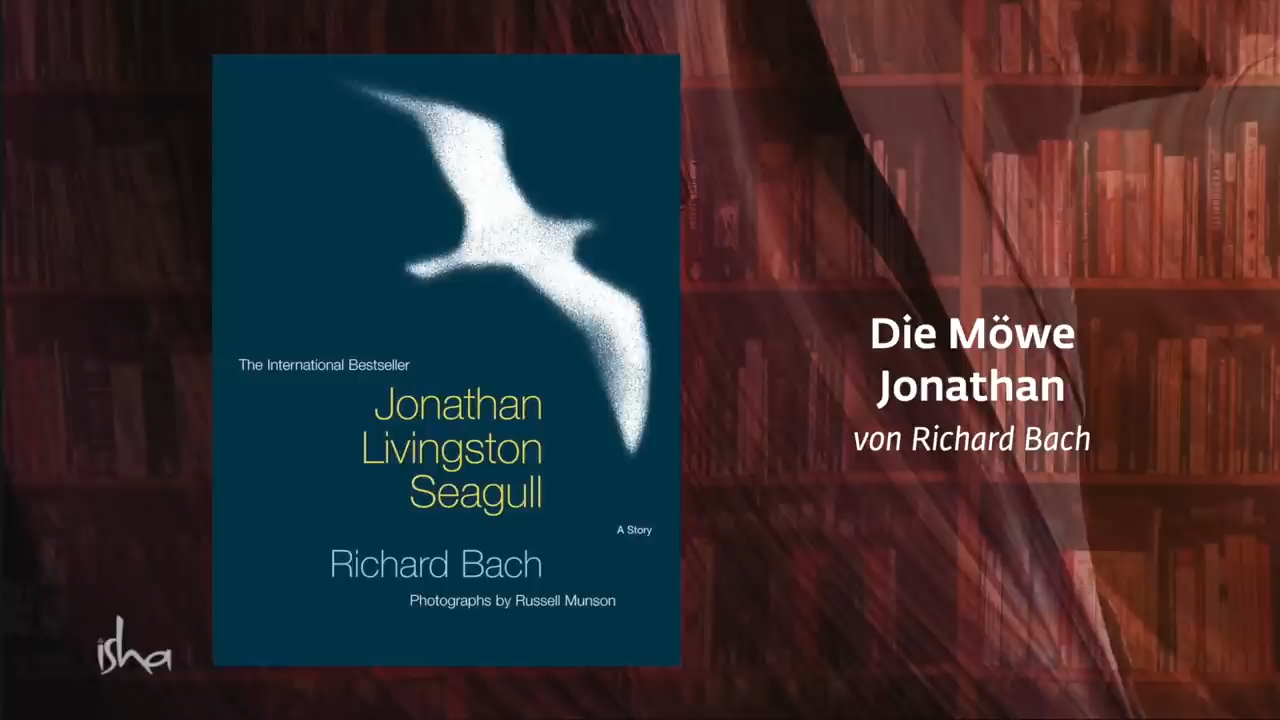 The International Bestseller
Jonathan
Livingston
Seagull
A Story
Richard Bach
Photographs by Russell Munson
Die Möwe
Jonathan
von Richard Bach
isha